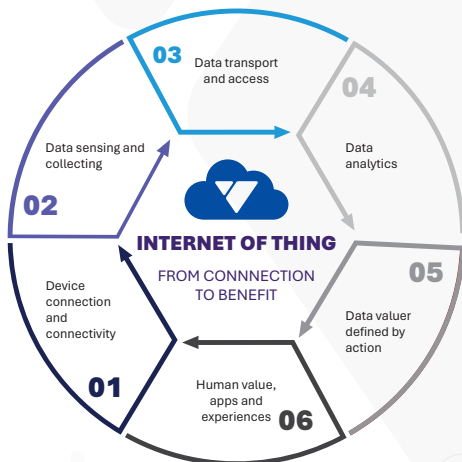 03
Data transport
and access
04
Data
analytics
Data sensing and
collecting
02
INTERNET OF THING
FROM CONNNECTION
TO BENEFIT
05
Data valuer
defined by
action
Device
connection
and
connectivity
01
Human value,
apps and
experiences
06